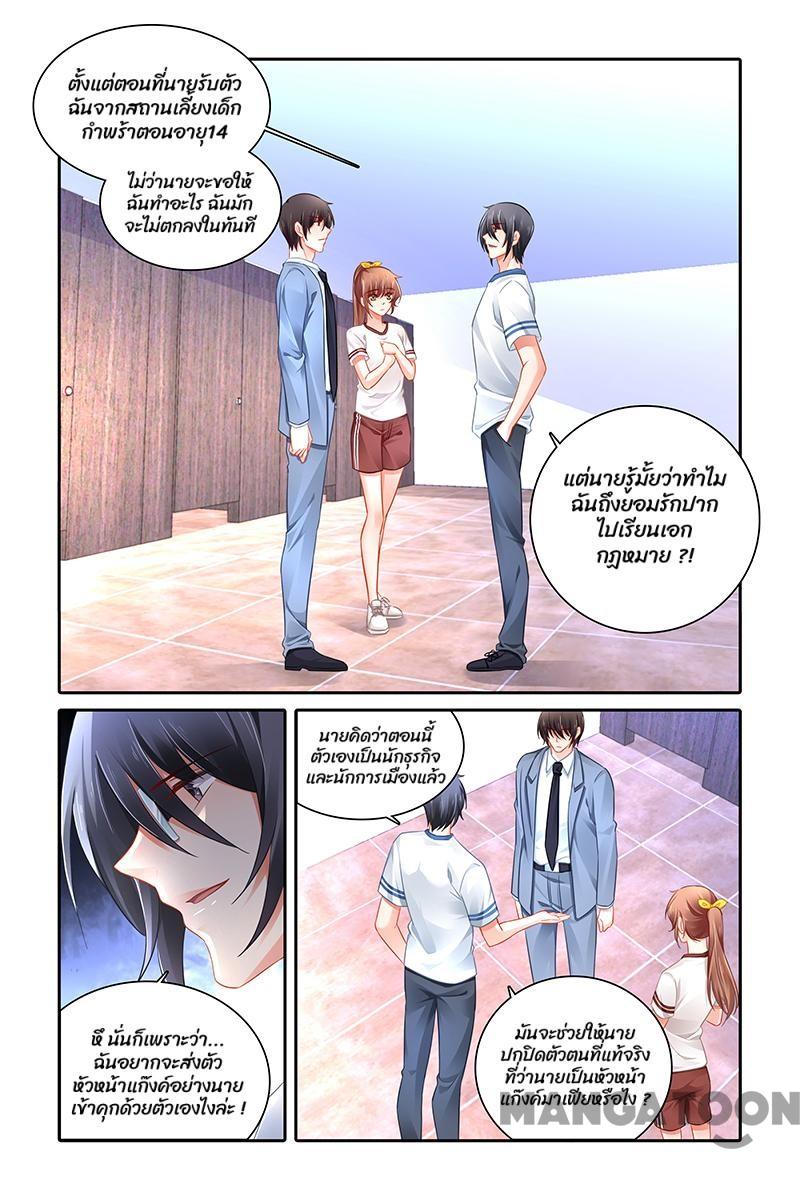 ตั้งแต่ตอนที่นายรับตัว
ฉันจากสถานเลี้ยงเด็ก
กำพร้าตอนอายุ14
ไม่ว่านายจะขอให้
ฉันทำอะไร ฉันมัก
จะไม่ตกลงในทันที
แต่นายรู้มั้ยว่าทำไม
ฉันถึงยอมรักปาก
ไปเรียนเอก
กฏหมาย ?!
หึ นั่นก็เพราะว่า...
ฉันอยากจะส่งตัว
หัวหน้าแก๊งค์อย่างนาย
เข้าคุกด้วยตัวเองไงล่ะ !
นายคิดว่าตอนนี้
ตัวเองเป็นนักธุรกิจ
และนักการเมืองแล้ว
มันจะช่วยให้นาย
ปกปิดตัวตนที่แท้จริง
ที่ว่านายเป็นหัวหน้า
แก๊งค์มาเฟียหรือไง ?
MANGATOON